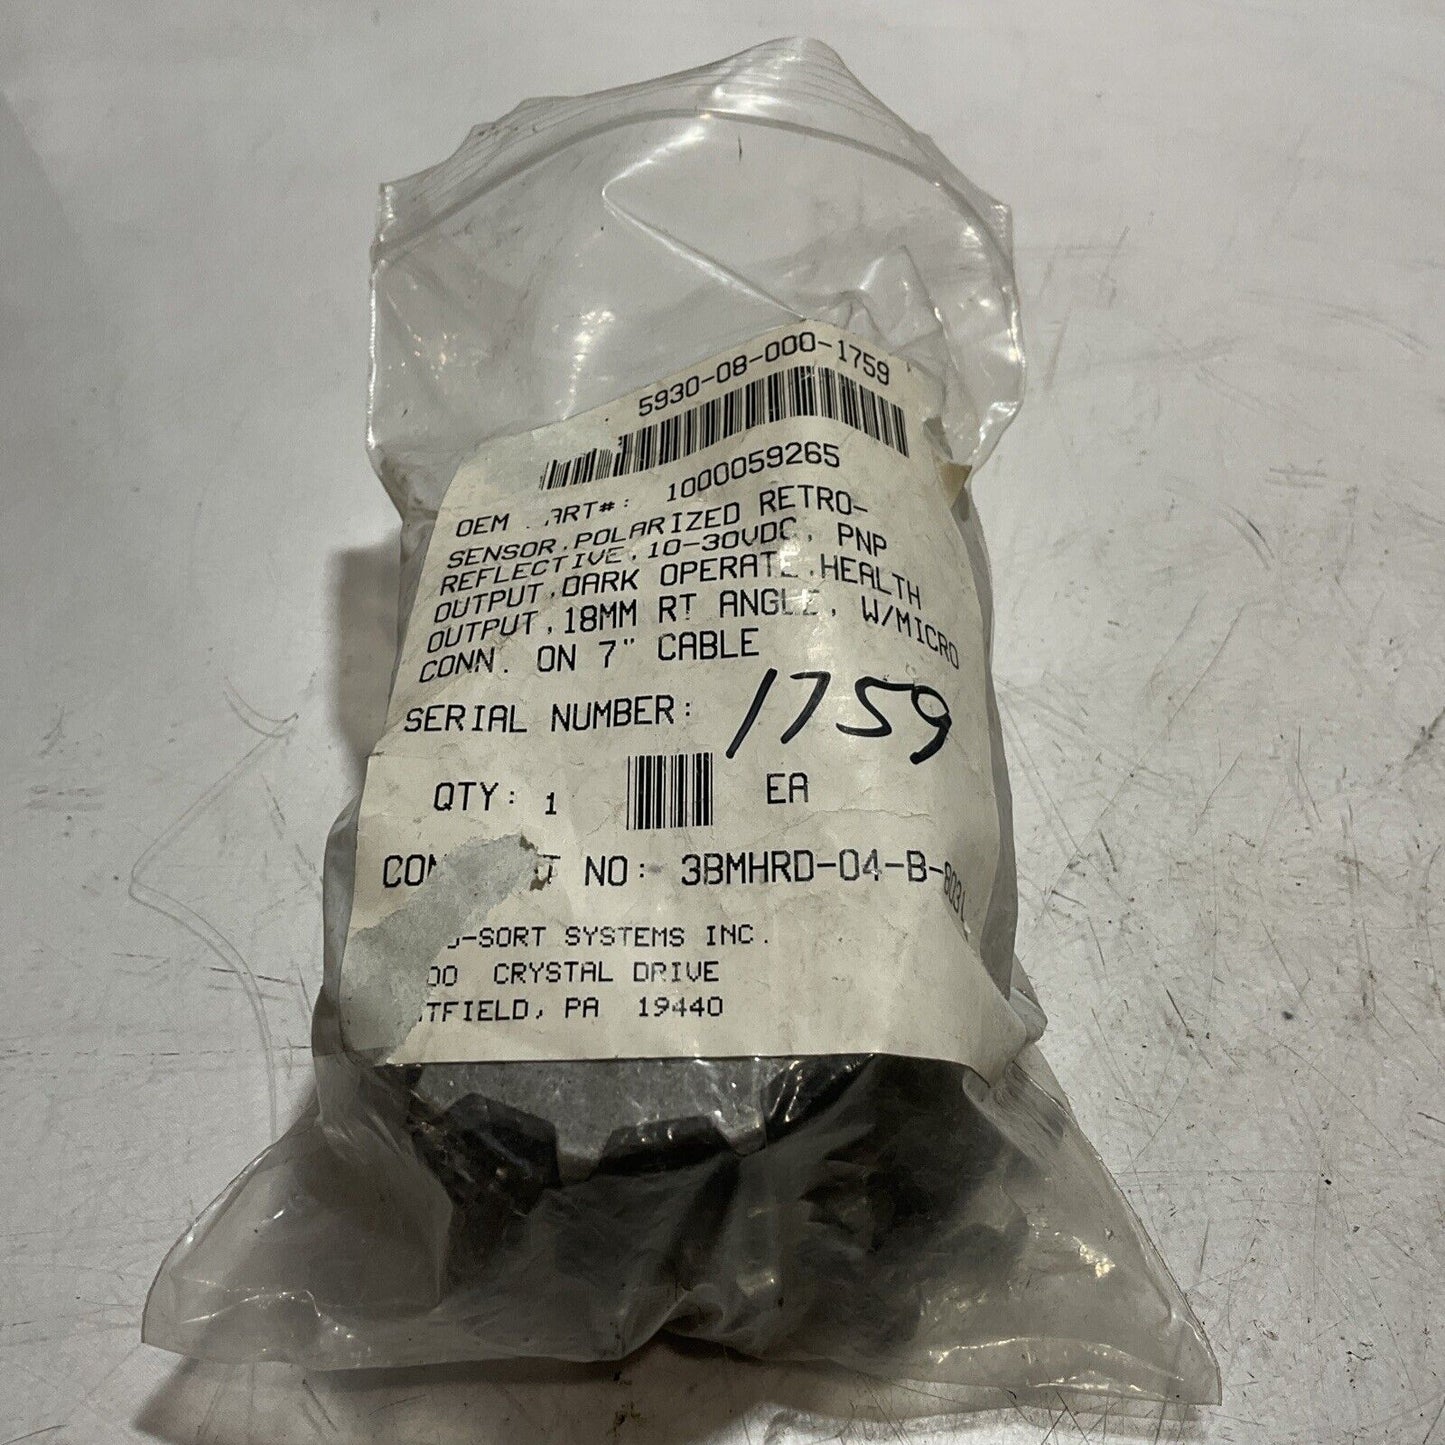 5930-08-000-1759
OEM ART#: 1000059265
SENSOR,POLARIZED RETRO-
REFLECTIVE,10-30VDC, PNP
OUTPUT,DARK OPERATE,HEALTH
OUTPUT,18MM RT ANGLE, W/MICRO
CONN. ON 7" CABLE
SERIAL NUMBER: 1759
QTY: 1 EA
NO: 3BMHRD-04-B-
-SORT SYSTEMS INC.
00 CRYSTAL DRIVE
TFIELD, PA 19440